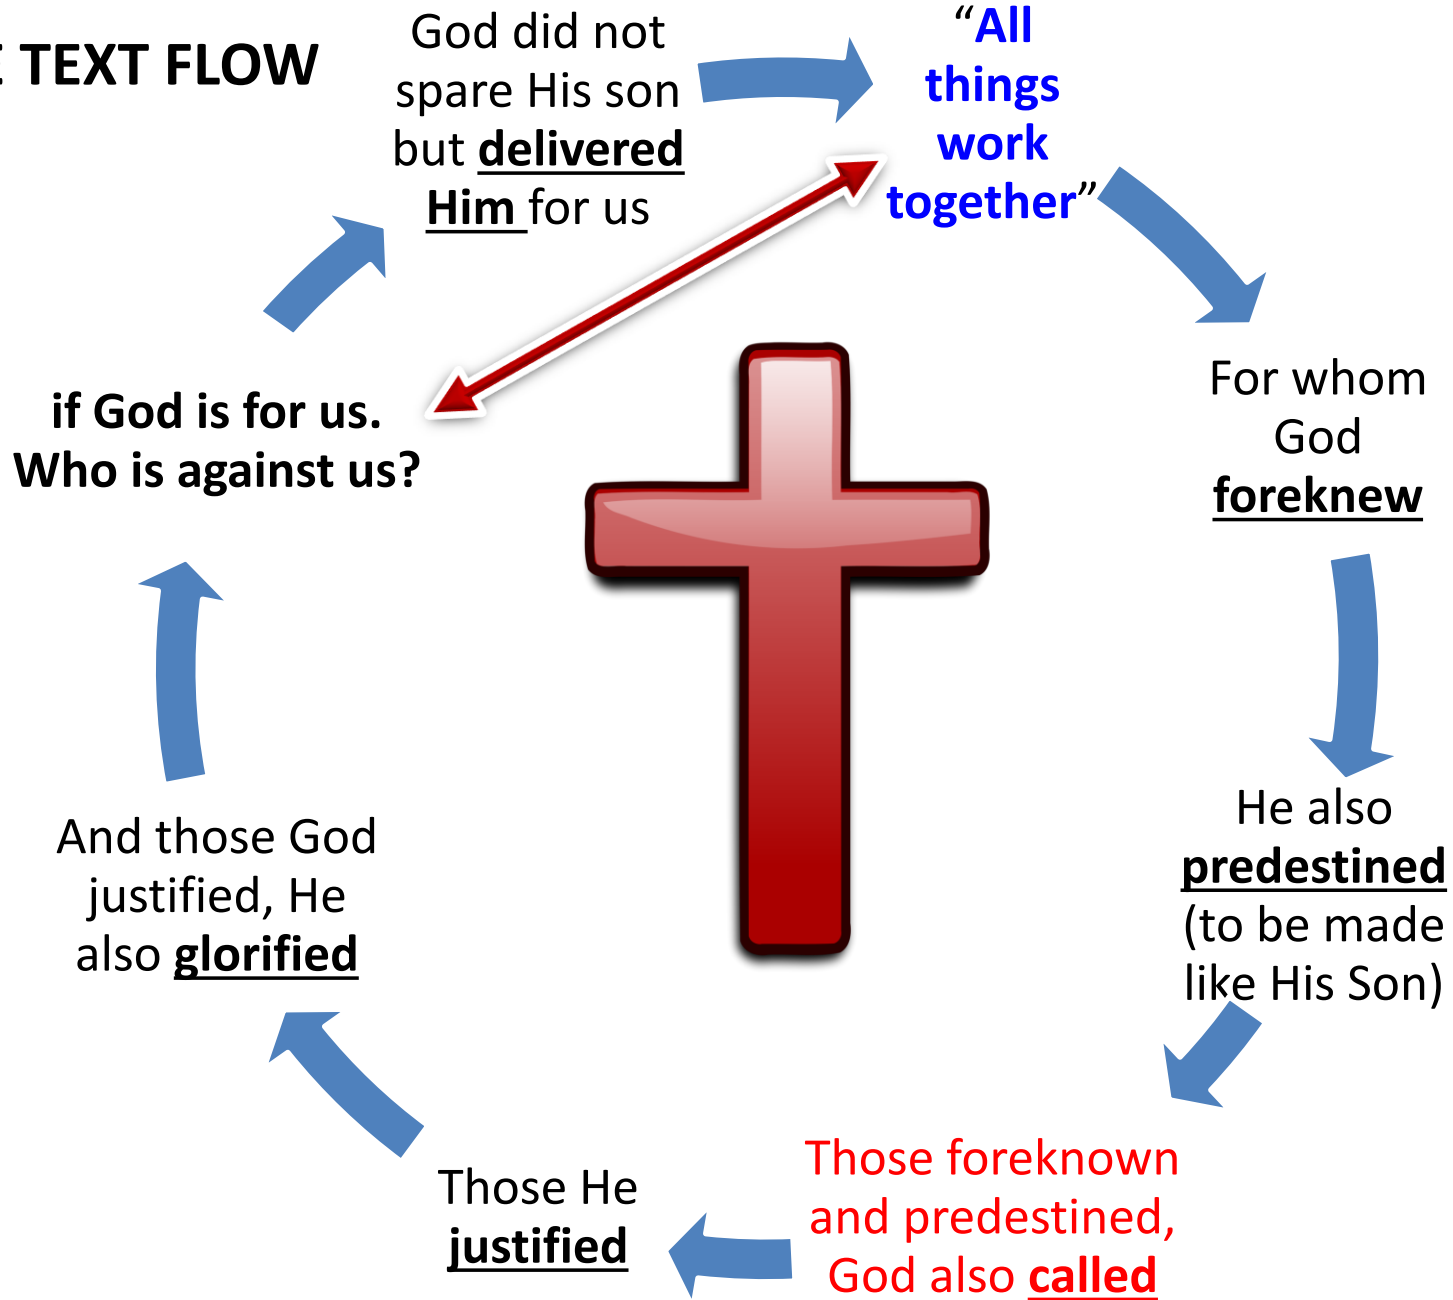 E TEXT FLOW
God did not
spare His son
but delivered
Him for us
“All
things
work
together”
For whom
God
foreknew
He also
predestined
(to be made
like His Son)
Those foreknown
and predestined,
God also called
Those He
justified
And those God
justified, He
also glorified
if God is for us.
Who is against us?